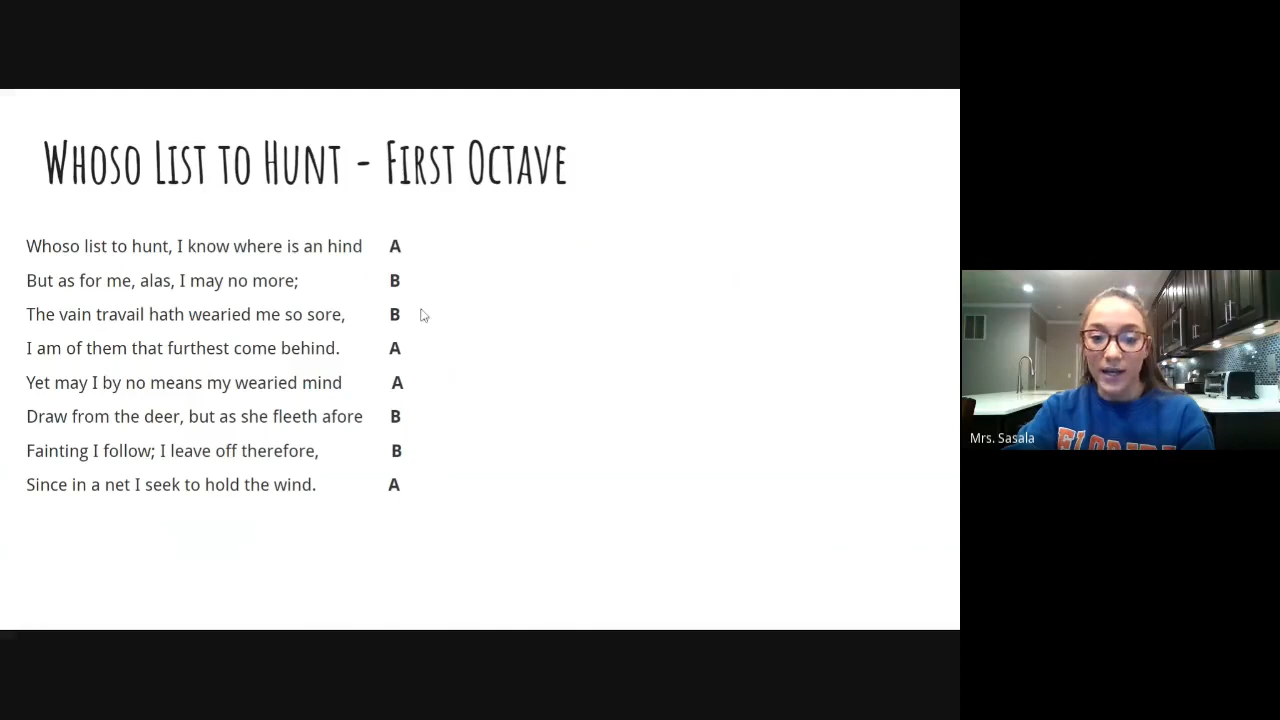 Whoso List to Hunt - First Octave
Whoso list to hunt, I know where is an hind A
But as for me, alas, I may no more; B
The vain travail hath wearied me so sore, B
I am of them that furthest come behind. A
Yet may I by no means my wearied mind A
Draw from the deer, but as she fleeth afore B
Fainting I follow; I leave off therefore, B
Since in a net I seek to hold the wind. A
Mrs. Sasala
FLORIDA